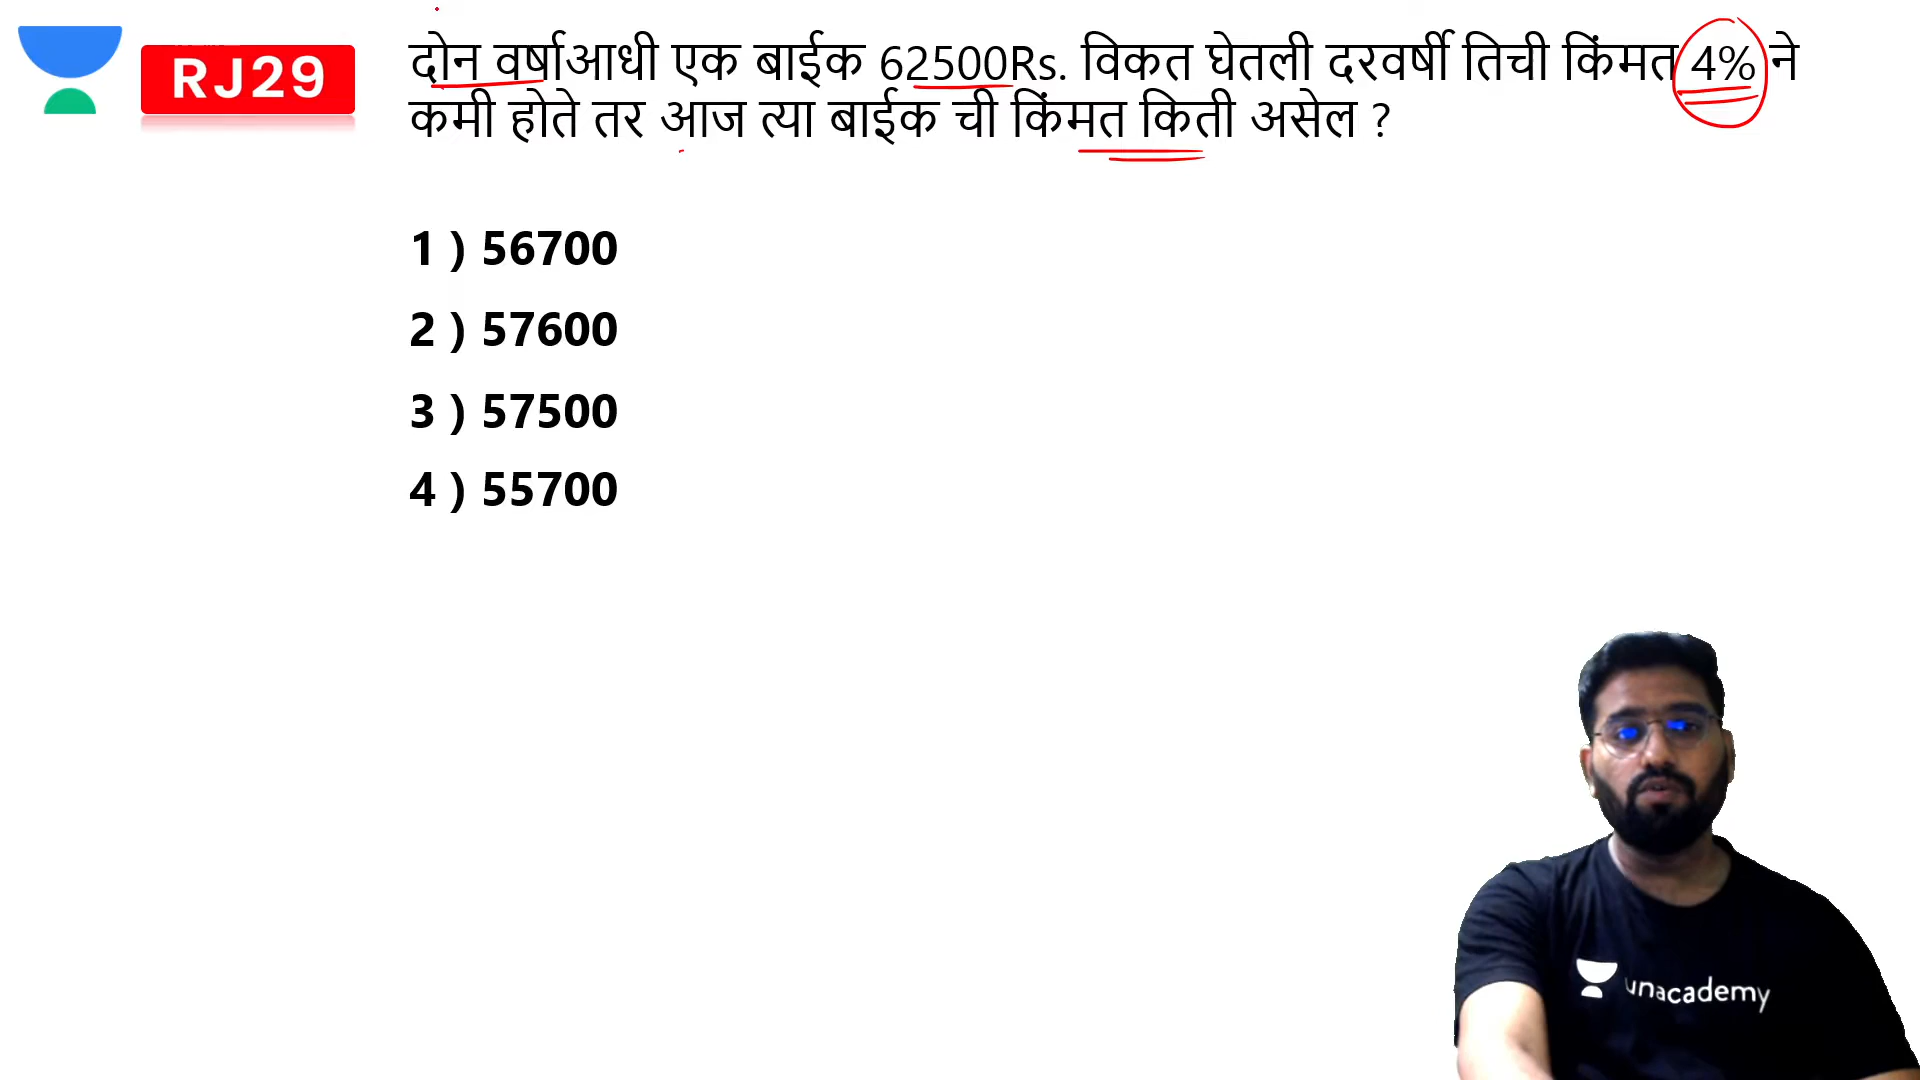 RJ29
दोन वर्षाआधी एक बाईक 62500Rs. विकत घेतली दरवर्षी तिची किंमत 4% ने
कमी होते तर आज त्या बाईक ची किंमत किती असेल ?
1 ) 56700
2 ) 57600
3 ) 57500
4 ) 55700
unacademy